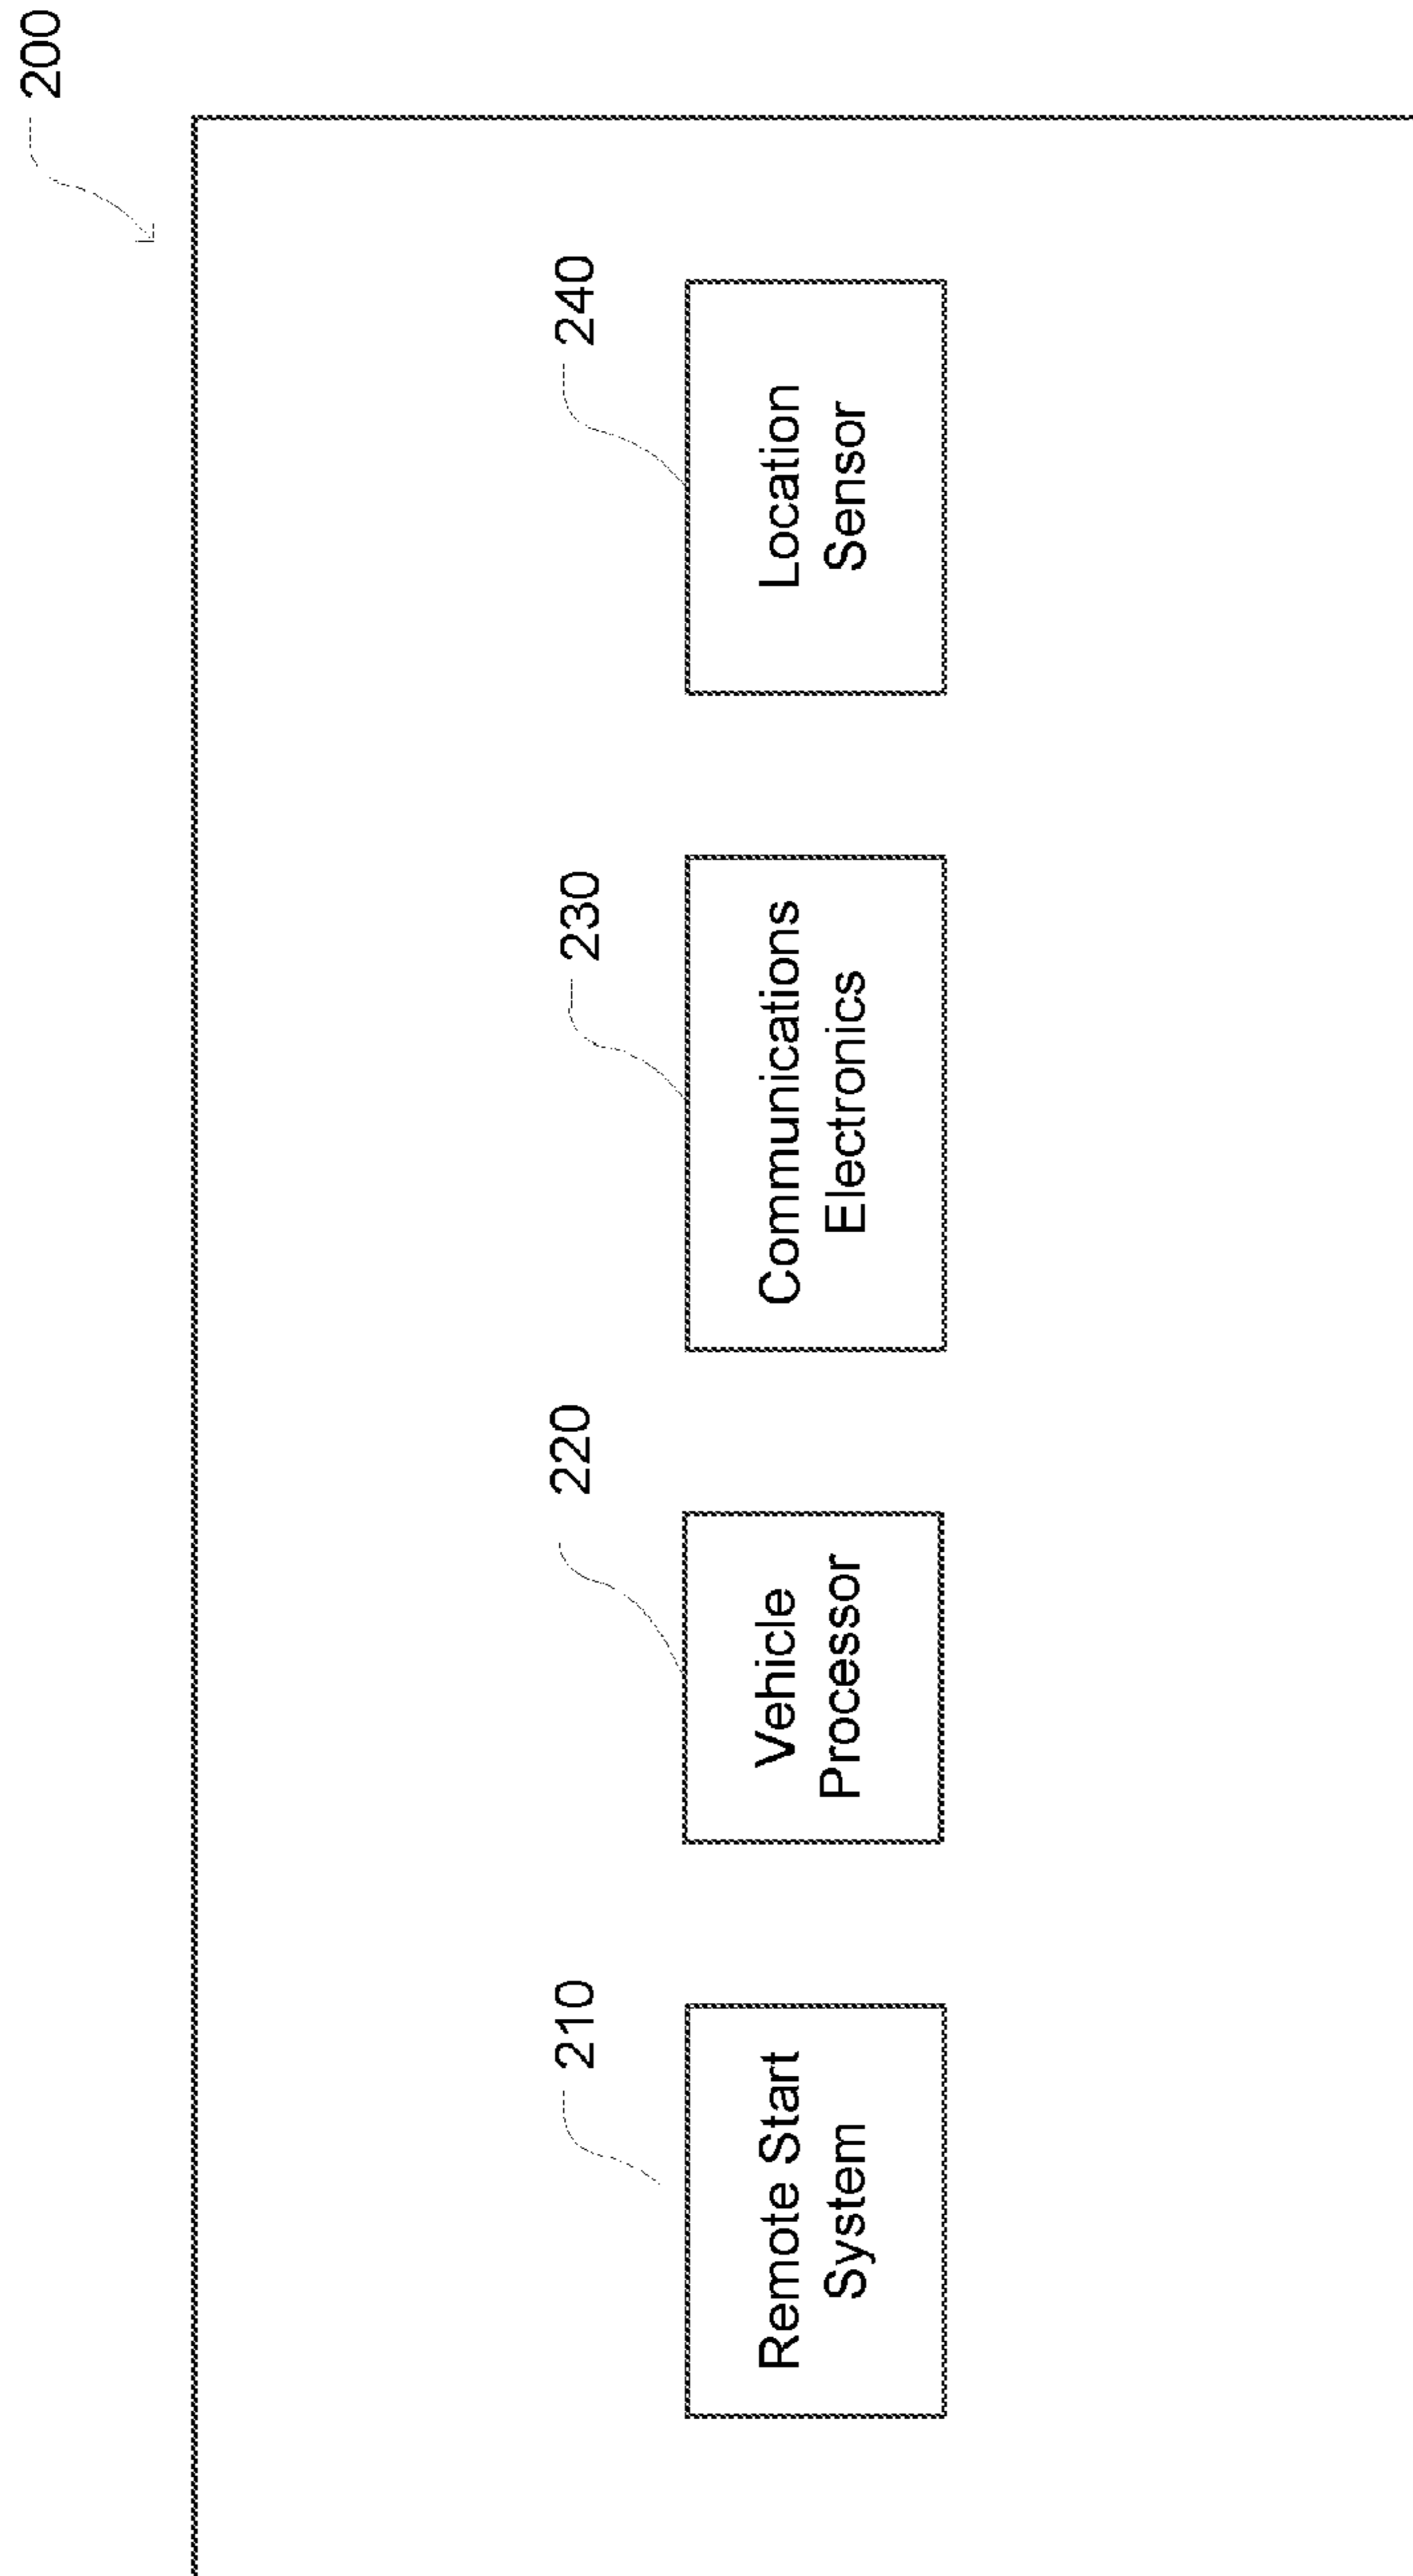 200
210
Remote Start
System
220
Vehicle
Processor
230
Communications
Electronics
240
Location
Sensor